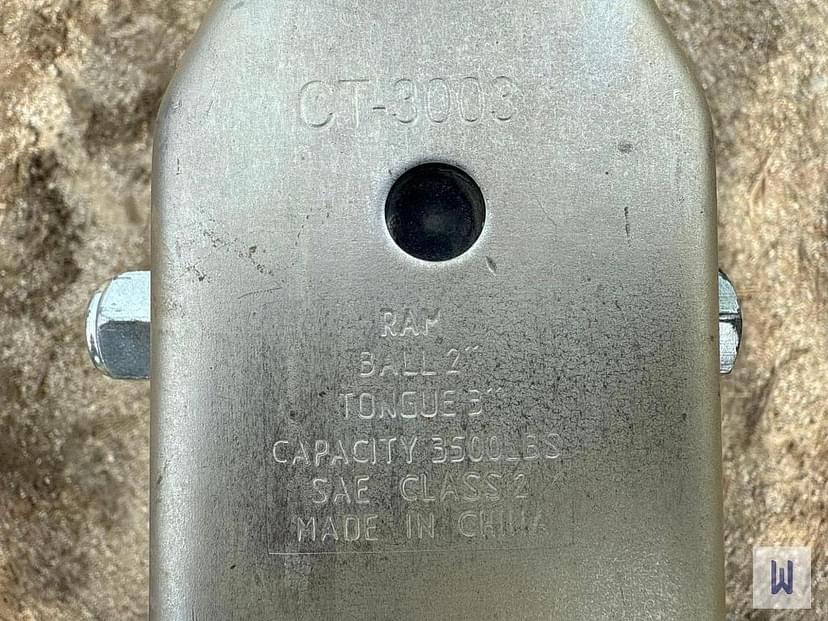 CT-3003
RAM
BALL 2"
TONGUE 3"
CAPACITY 3500LBS
SAE CLASS 2
MADE IN CHINA
W